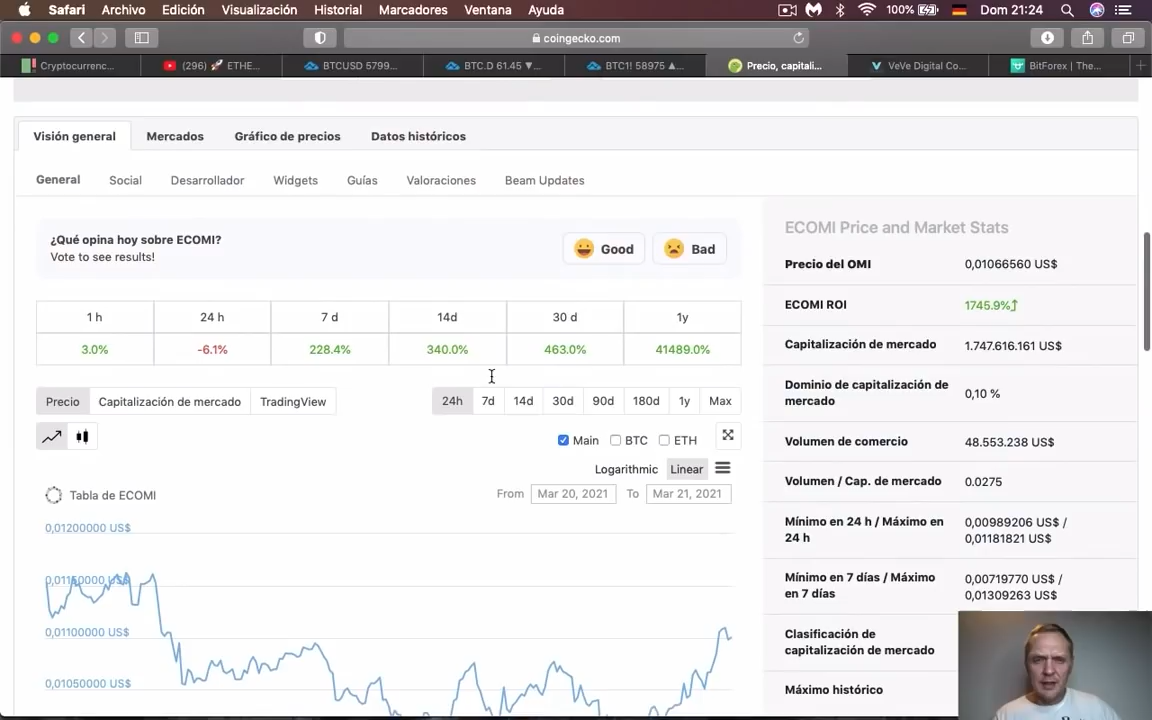 Safari Archivo Edición Visualización Historial Marcadores Ventana Ayuda 100% Dom 21:24
coingecko.com
Cryptocurrenc... (296) 🚀 ETHE... BTCUSD 5799... BTC.D 61.45 ▼... BTC1! 58975 ▲... Precio, capitali... VeVe Digital Co... BitForex | The...
Visión general Mercados Gráfico de precios Datos históricos
General Social Desarrollador Widgets Guías Valoraciones Beam Updates
¿Qué opina hoy sobre ECOMI?
Vote to see results!
Good Bad
1 h 24 h 7 d 14d 30 d 1y
3.0% -6.1% 228.4% 340.0% 463.0% 41489.0%
Precio Capitalización de mercado TradingView
24h 7d 14d 30d 90d 180d 1y Max
Main BTC ETH
Logarithmic Linear
Tabla de ECOMI
From Mar 20, 2021 To Mar 21, 2021
0,01200000 US$
0,01150000 US$
0,01100000 US$
0,01050000 US$
ECOMI Price and Market Stats
Precio del OMI 0,01066560 US$
ECOMI ROI 1745.9%
Capitalización de mercado 1.747.616.161 US$
Dominio de capitalización de
mercado
0,10 %
Volumen de comercio 48.553.238 US$
Volumen / Cap. de mercado 0.0275
Mínimo en 24 h / Máximo en
24 h
0,00989206 US$ /
0,01181821 US$
Mínimo en 7 días / Máximo
en 7 días
0,00719770 US$ /
0,01309263 US$
Clasificación de
capitalización de mercado
Máximo histórico